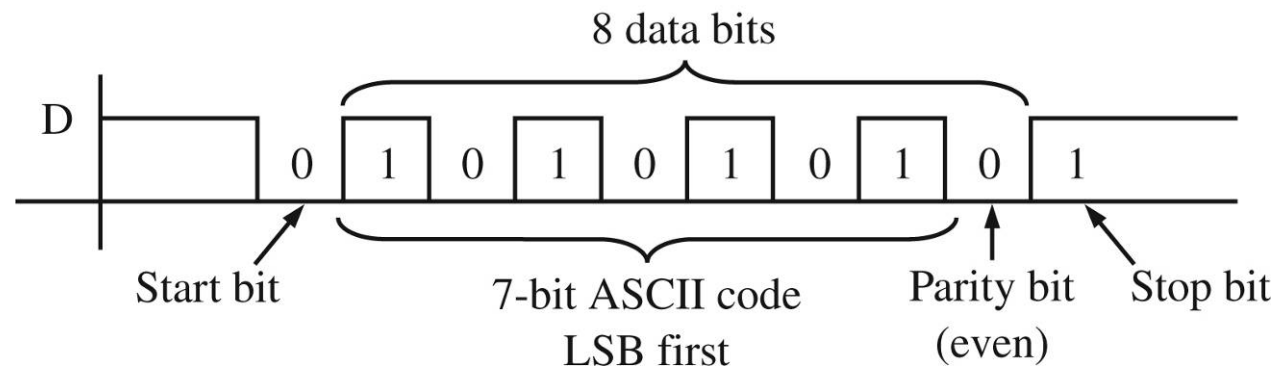 8 data bits
D
0 1 0 1 0 1 0 1 0 1
Start bit
7-bit ASCII code
LSB first
Parity bit
(even)
Stop bit